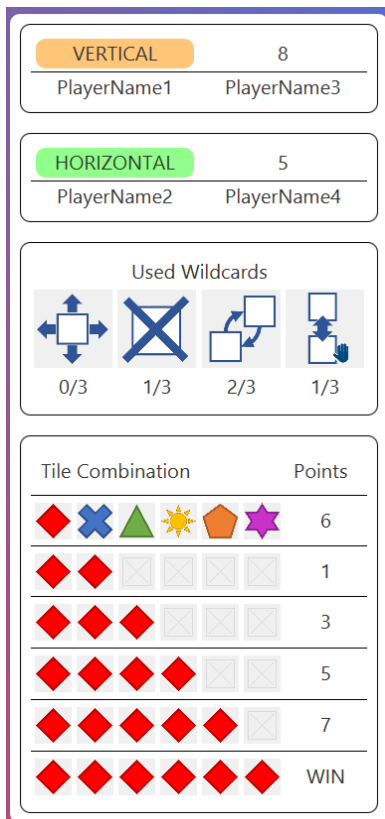 VERTICAL 8
PlayerName1 PlayerName3
HORIZONTAL 5
PlayerName2 PlayerName4
Used Wildcards
0/3 1/3 2/3 1/3
Tile Combination Points
6
1
3
5
7
WIN